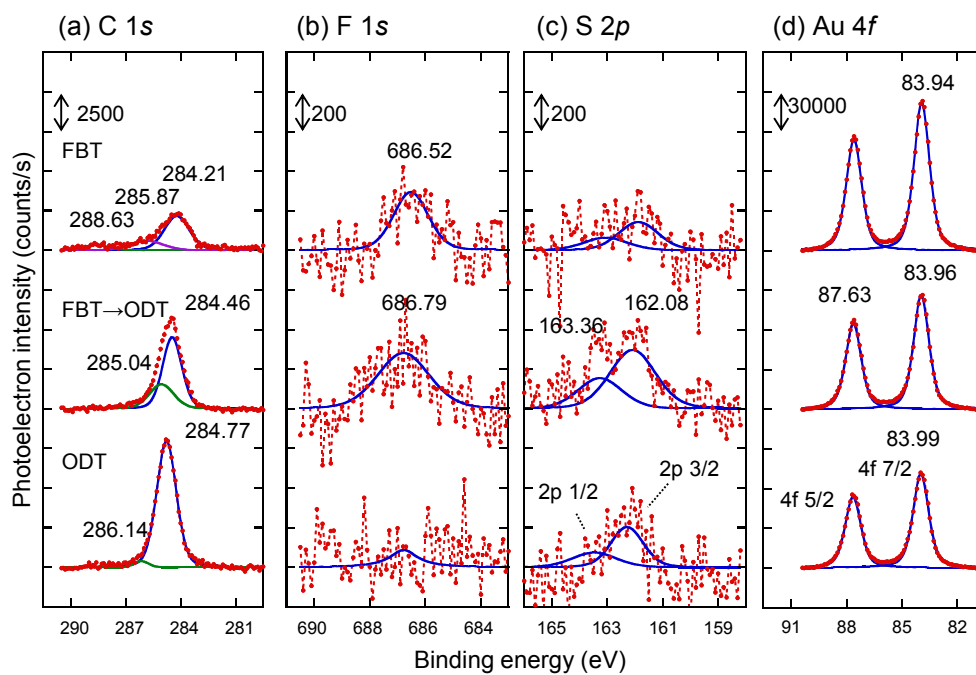 (a) C 1s
(b) F 1s
(c) S 2p
(d) Au 4f
Photoelectron intensity (counts/s)
2500
FBT
284.21
285.87
288.63
FBT→ODT
284.46
285.04
ODT
284.77
286.14
290
287
284
281
200
686.52
686.79
690
688
686
684
200
162.08
163.36
2p 1/2
2p 3/2
165
163
161
159
30000
83.94
83.96
87.63
83.99
4f 7/2
4f 5/2
90
88
84
82
Binding energy (eV)